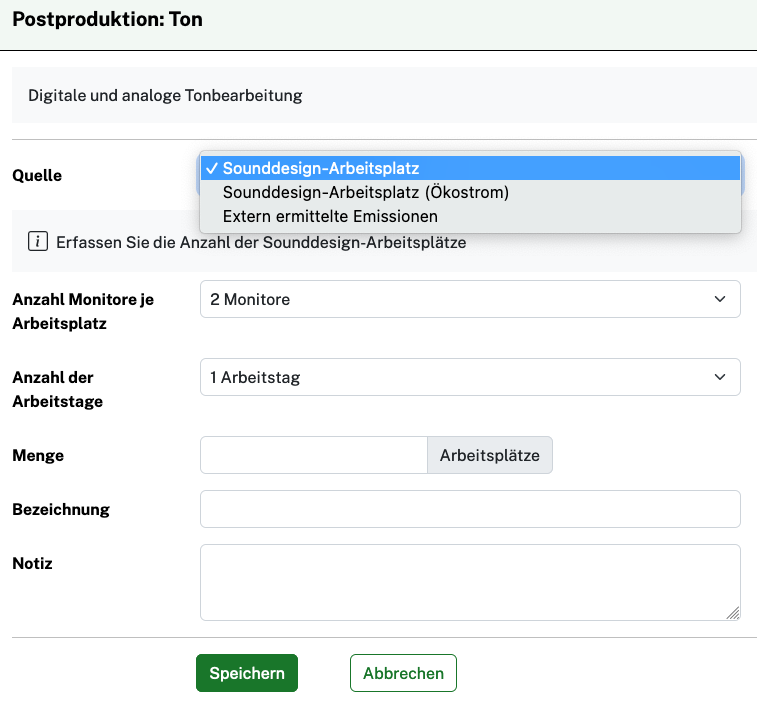 Postproduktion: Ton
Digitale und analoge Tonbearbeitung
Quelle
✓ Sounddesign-Arbeitsplatz
Sounddesign-Arbeitsplatz (Ökostrom)
Extern ermittelte Emissionen
i Erfassen Sie die Anzahl der Sounddesign-Arbeitsplätze
Anzahl Monitore je
Arbeitsplatz
2 Monitore
Anzahl der
Arbeitstage
1 Arbeitstag
Menge
Arbeitsplätze
Bezeichnung
Notiz
Speichern
Abbrechen